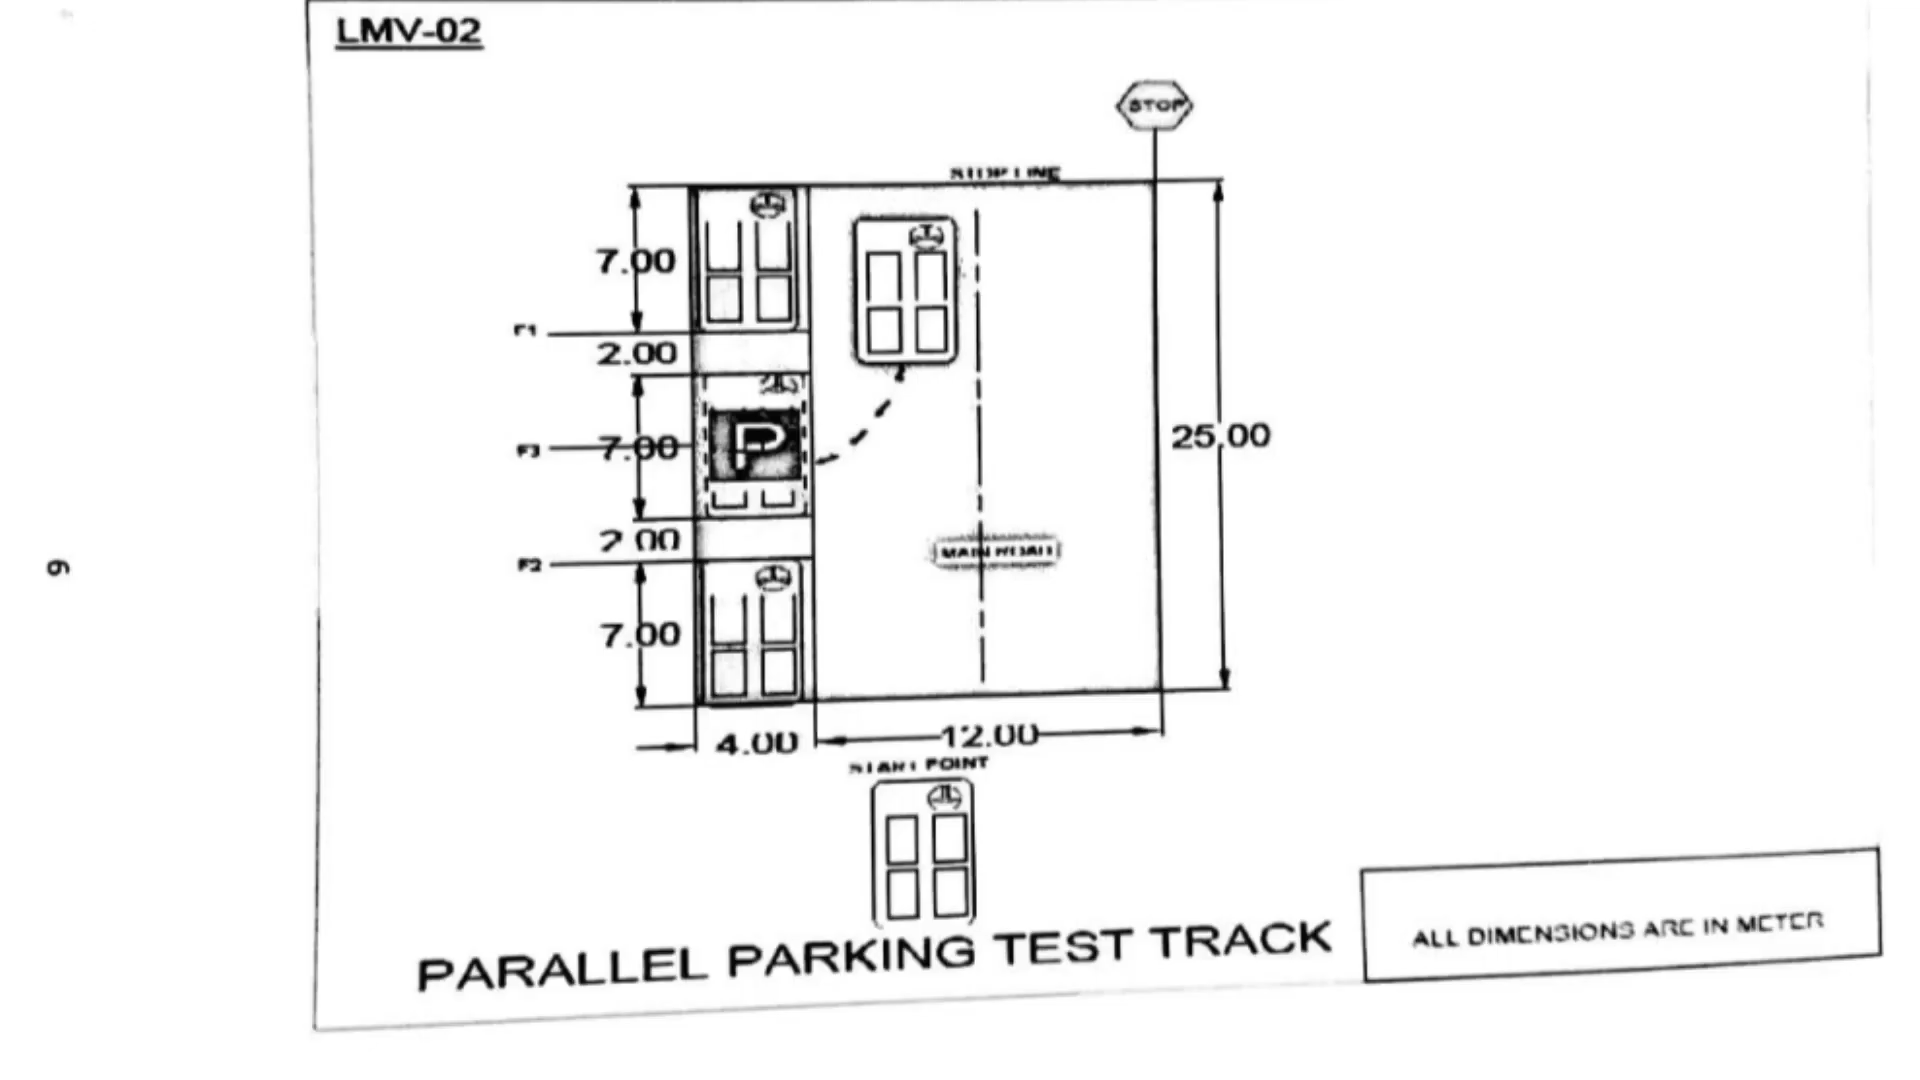 LMV-02
STOP
STOP LINE
7.00
F1
2.00
P
F3
7.00
25.00
2.00
MAIN ROAD
F2
7.00
4.00
12.00
START POINT
PARALLEL PARKING TEST TRACK
ALL DIMENSIONS ARE IN METER
6